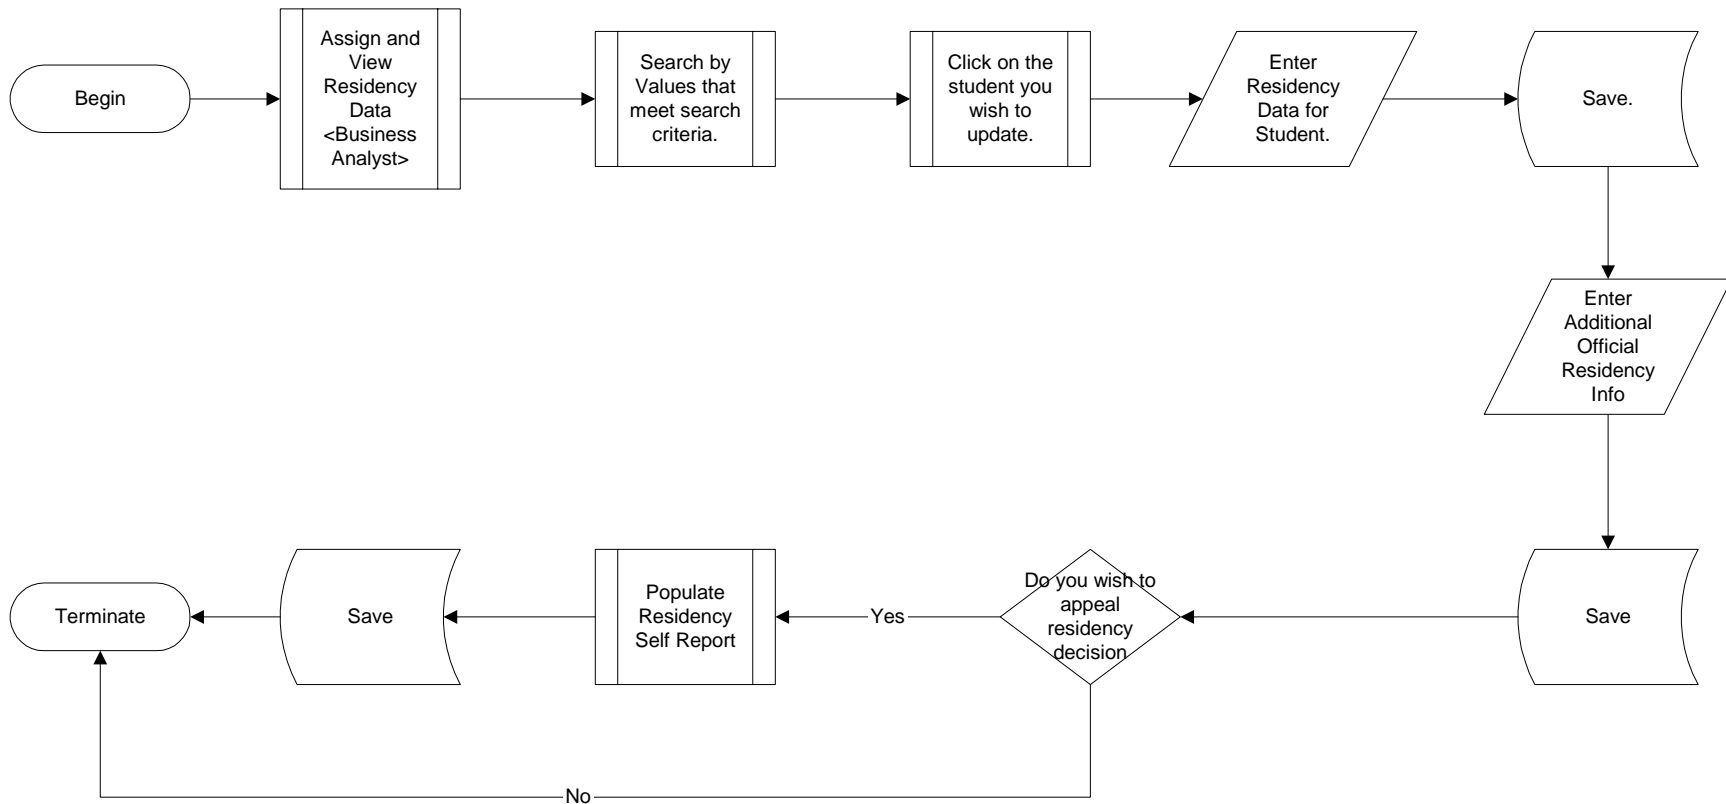 Begin
Assign and
View
Residency
Data
<Business
Analyst>
Search by
Values that
meet search
criteria.
Click on the
student you
wish to
update.
Enter
Residency
Data for
Student.
Save.
Enter
Additional
Official
Residency
Info
Save
Do you wish to
appeal
residency
decision
Yes
Populate
Residency
Self Report
Save
Terminate
No